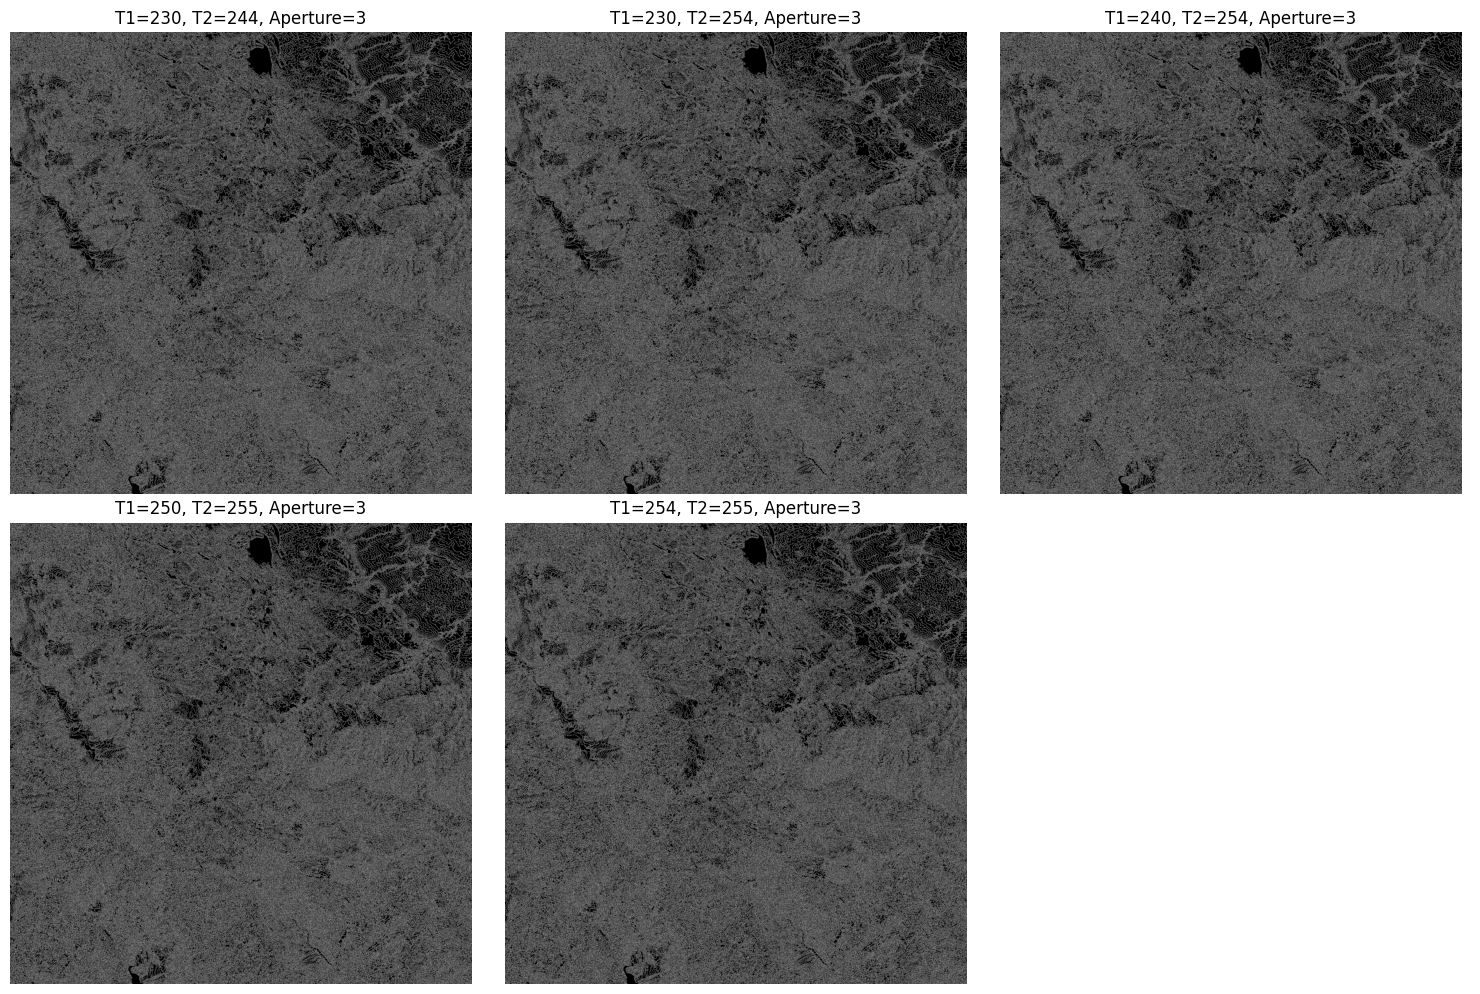 T1=230, T2=244, Aperture=3
T1=230, T2=254, Aperture=3
T1=240, T2=254, Aperture=3
T1=250, T2=255, Aperture=3
T1=254, T2=255, Aperture=3